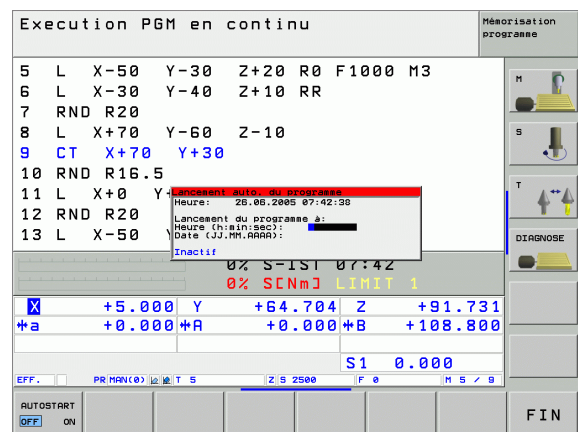 Execution PGM en continu
Mémorisation
programme
5 L X-50 Y-30 Z+20 R0 F1000 M3
6 L X-30 Y-40 Z+10 RR
7 RND R20
8 L X+70 Y-60 Z-10
9 CT X+70 Y+30
10 RND R16.5
11 L X+0 Y
12 RND R20
13 L X-50
Lancement auto. du programme
Heure: 26.06.2005 07:42:38
Lancement du programme à:
Heure (h:min:sec):
Date (JJ.MM.AAAA):
Inactif
0% S-IST 07:42
0% S[Nm] LIMIT 1
X +5.000 Y +64.704 Z +91.731
a +0.000 A +0.000 B +108.800
S1 0.000
EFF. PR MAN(0) T 5 Z S 2500 F 0 M 5 / 9
M
S
T
DIAGNOSE
AUTOSTART
OFF ON
FIN